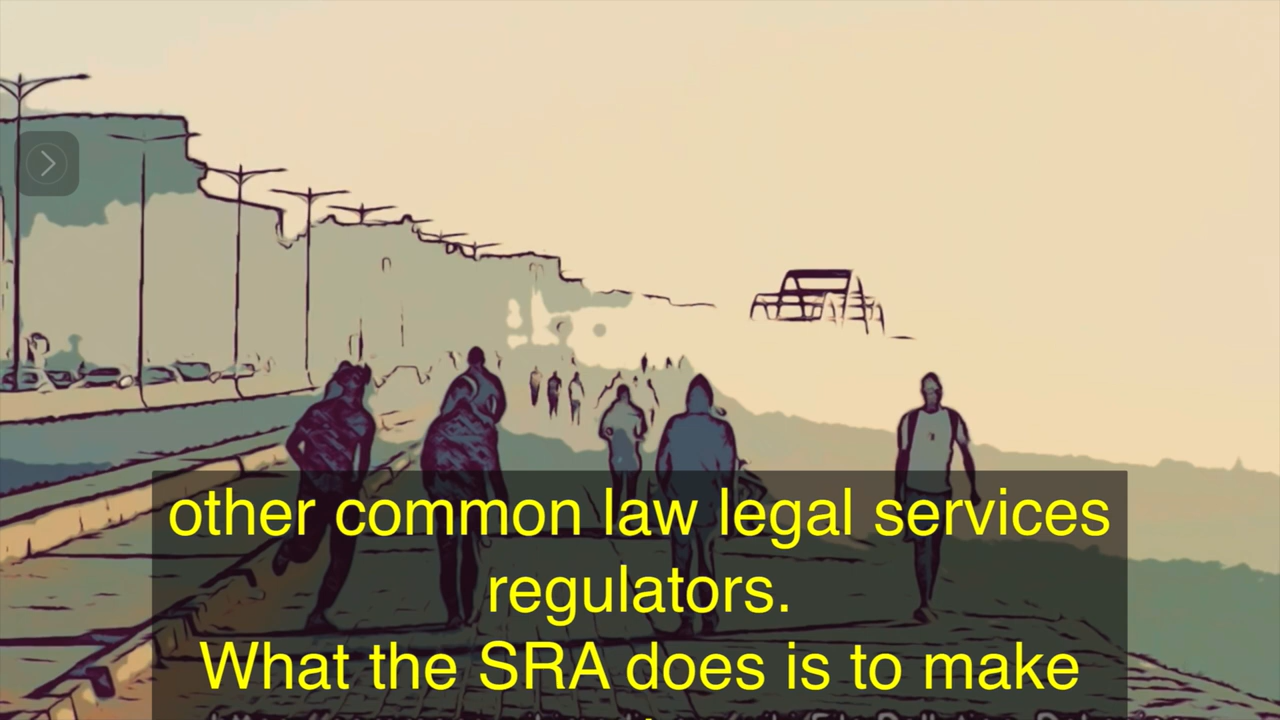 other common law legal services
regulators.
What the SRA does is to make